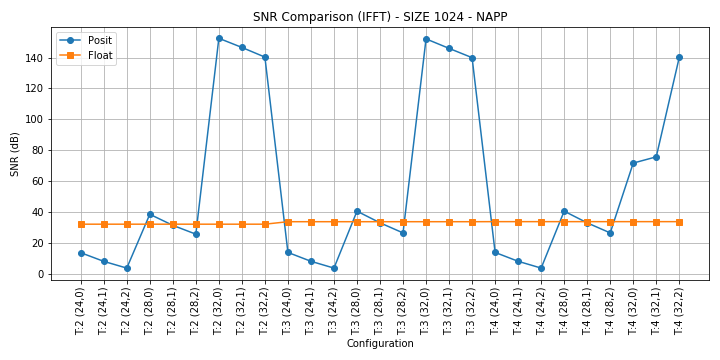 SNR Comparison (IFFT) - SIZE 1024 - NAPP
Posit
Float
SNR (dB)
140
120
100
80
60
40
20
0
T:2 (24,0)
T:2 (24,1)
T:2 (24,2)
T:2 (28,0)
T:2 (28,1)
T:2 (28,2)
T:2 (32,0)
T:2 (32,1)
T:2 (32,2)
T:3 (24,0)
T:3 (24,1)
T:3 (24,2)
T:3 (28,0)
T:3 (28,1)
T:3 (28,2)
T:3 (32,0)
T:3 (32,1)
T:3 (32,2)
T:4 (24,0)
T:4 (24,1)
T:4 (24,2)
T:4 (28,0)
T:4 (28,1)
T:4 (28,2)
T:4 (32,0)
T:4 (32,1)
T:4 (32,2)
Configuration